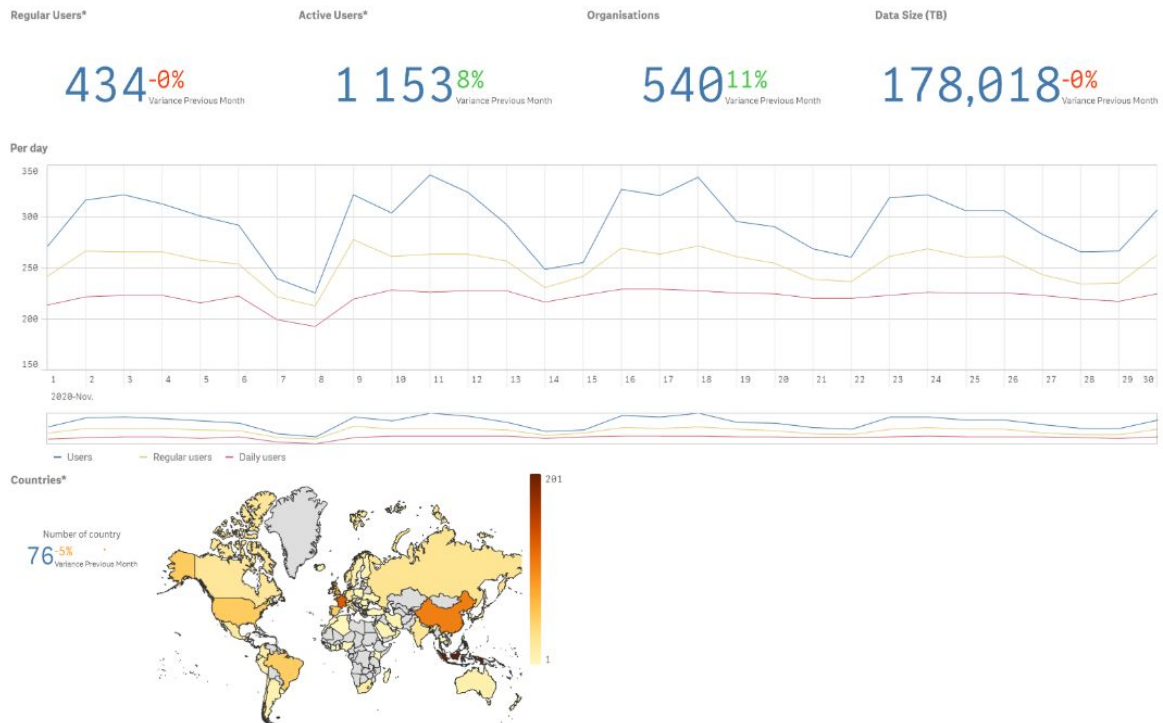 Regular Users* Active Users* Organisations Data Size (TB)
434 -0% Variance Previous Month 1 153 8% Variance Previous Month 540 11% Variance Previous Month 178,018 -0% Variance Previous Month
Per day
350
300
250
200
150
1 2 3 4 5 6 7 8 9 10 11 12 13 14 15 16 17 18 19 20 21 22 23 24 25 26 27 28 29 30
2020-Nov.
Users Regular users Daily users
Countries*
201
Number of country
76 -5% Variance Previous Month
1